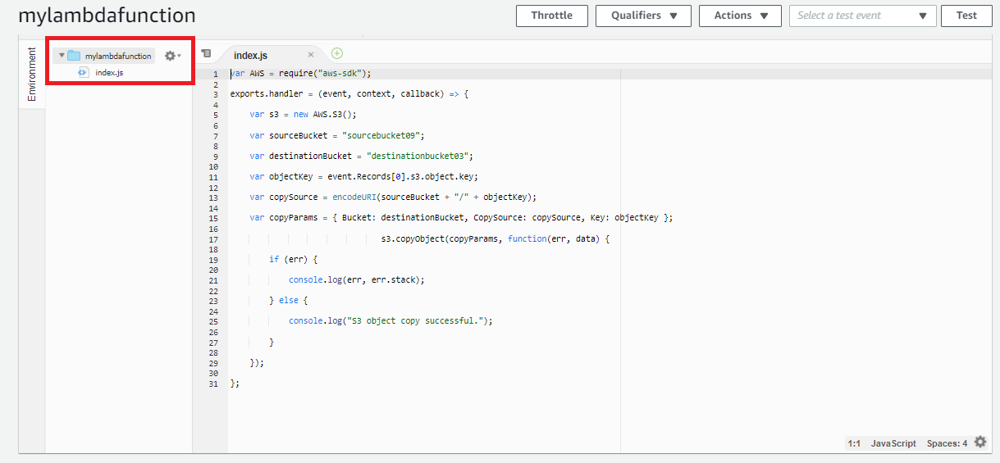 mylambdafunction
Throttle Qualifiers Actions Select a test event Test
Environment
mylambdafunction
index.js
index.js
1 var AWS = require("aws-sdk");
2
3 exports.handler = (event, context, callback) => {
4
5 var s3 = new AWS.S3();
6
7 var sourceBucket = "sourcebucket09";
8
9 var destinationBucket = "destinationbucket03";
10
11 var objectKey = event.Records[0].s3.object.key;
12
13 var copySource = encodeURI(sourceBucket + "/" + objectKey);
14
15 var copyParams = { Bucket: destinationBucket, CopySource: copySource, Key: objectKey };
16
17 s3.copyObject(copyParams, function(err, data) {
18
19 if (err) {
20
21 console.log(err, err.stack);
22
23 } else {
24
25 console.log("S3 object copy successful.");
26
27 }
28
29 });
30
31 };
1:1 JavaScript Spaces: 4